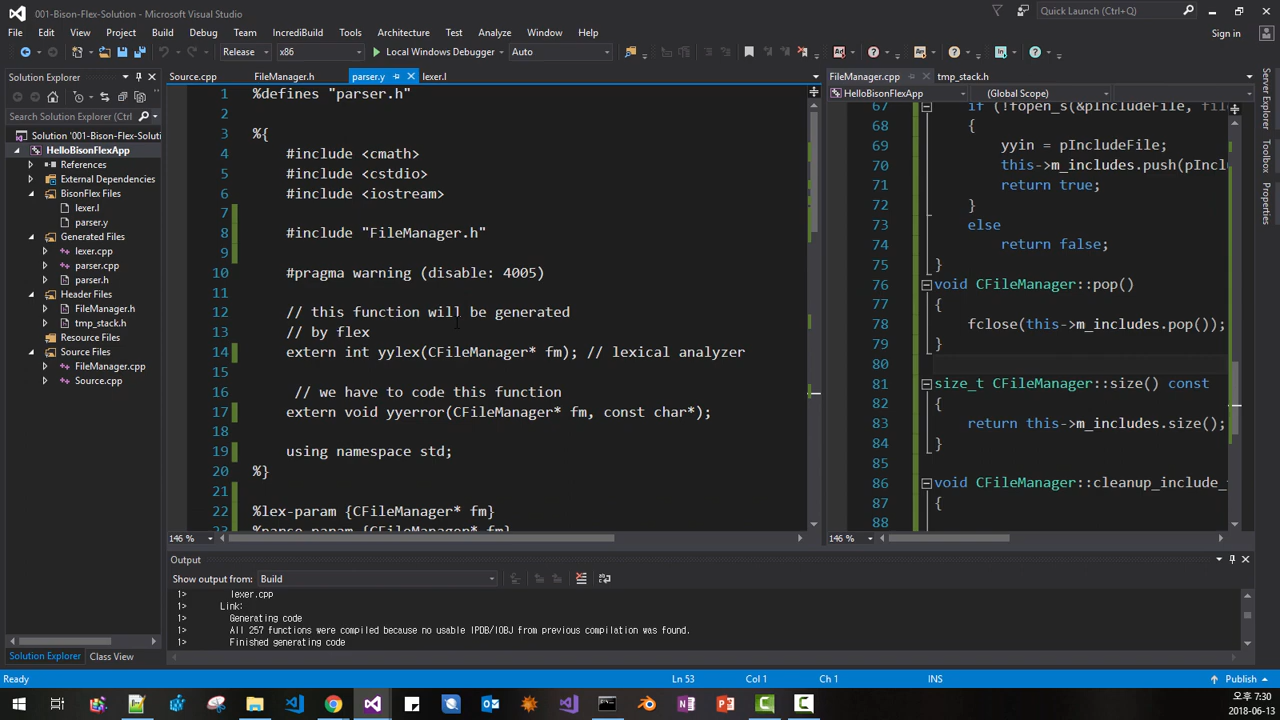 001-Bison-Flex-Solution - Microsoft Visual Studio
Quick Launch (Ctrl+Q)
File Edit View Project Build Debug Team IncrediBuild Tools Architecture Test Analyze Window Help
Sign in
Release x86 Local Windows Debugger Auto
Solution Explorer
Source.cpp FileManager.h parser.y lexer.l
FileManager.cpp tmp_stack.h
HelloBisonFlexApp (Global Scope)
Search Solution Explorer (Ctrl+
Solution '001-Bison-Flex-Soluti
HelloBisonFlexApp
References
External Dependencies
BisonFlex Files
lexer.l
parser.y
Generated Files
lexer.cpp
parser.cpp
parser.h
Header Files
FileManager.h
tmp_stack.h
Resource Files
Source Files
FileManager.cpp
Source.cpp
Solution Explorer Class View
1 %defines "parser.h"
2
3 %{
4 #include <cmath>
5 #include <cstdio>
6 #include <iostream>
7
8 #include "FileManager.h"
9
10 #pragma warning (disable: 4005)
11
12 // this function will be generated
13 // by flex
14 extern int yylex(CFileManager* fm); // lexical analyzer
15
16 // we have to code this function
17 extern void yyerror(CFileManager* fm, const char*);
18
19 using namespace std;
20 %}
21
22 %lex-param {CFileManager* fm}
23 %parse-param {CFileManager* fm}
146 %
67 if (!fopen_s(&pIncludeFile, file
68 {
69 yyin = pIncludeFile;
70 this->m_includes.push(pIncl
71 return true;
72 }
73 else
74 return false;
75 }
76 void CFileManager::pop()
77 {
78 fclose(this->m_includes.pop());
79 }
80
81 size_t CFileManager::size() const
82 {
83 return this->m_includes.size();
84 }
85
86 void CFileManager::cleanup_include_
87 {
88
146 %
Server Explorer
Toolbox
Properties
Output
Show output from: Build
1> lexer.cpp
1> Link:
1> Generating code
1> All 257 functions were compiled because no usable IPDB/IOBJ from previous compilation was found.
1> Finished generating code
Ready Ln 53 Col 1 Ch 1 INS Publish
오후 7:30
2018-06-13